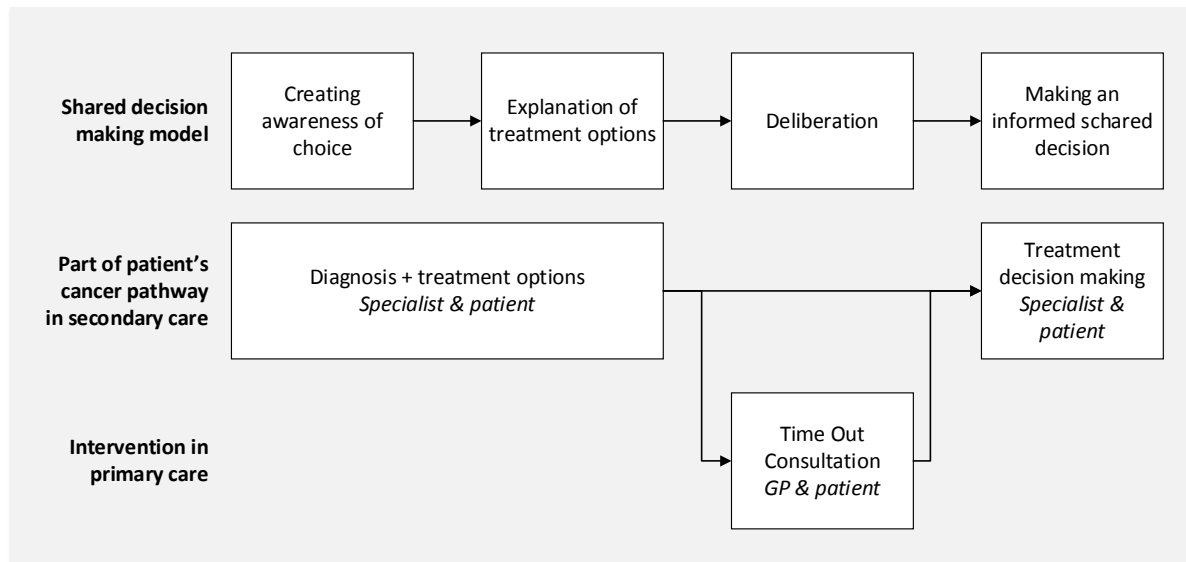 Shared decision
making model
Creating
awareness of
choice
Explanation of
treatment options
Deliberation
Making an
informed schared
decision
Part of patient's
cancer pathway
in secondary care
Diagnosis + treatment options
Specialist & patient
Treatment
decision making
Specialist &
patient
Intervention in
primary care
Time Out
Consultation
GP & patient